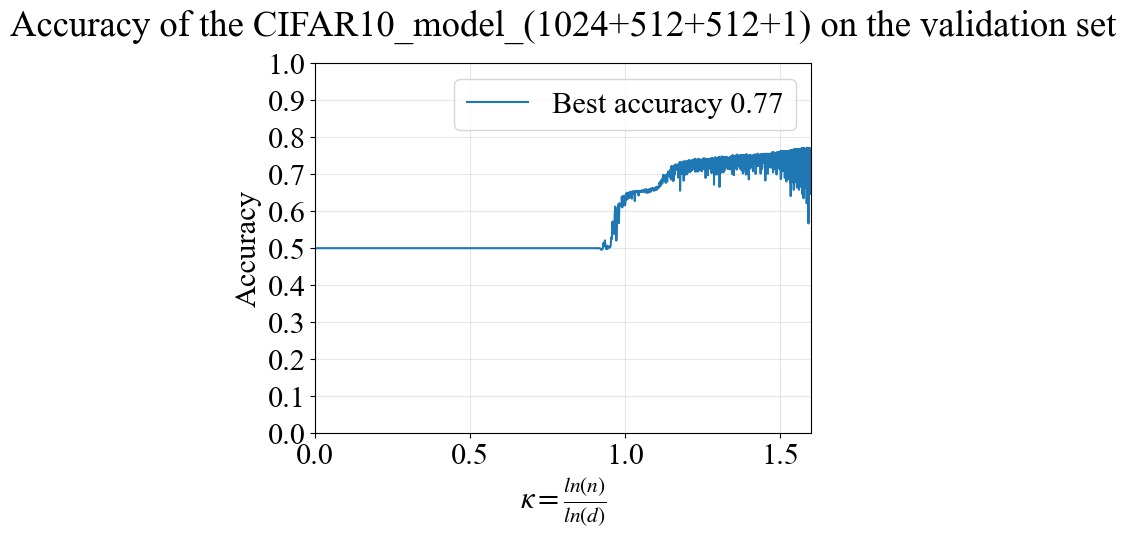 Accuracy of the CIFAR10_model_(1024+512+512+1) on the validation set
1.0
Best accuracy 0.77
0.9
0.8
0.7
0.6
0.5
0.4
0.3
0.2
0.1
0.0
Accuracy
0.0 0.5 1.0 1.5
κ = ln(n) / ln(d)